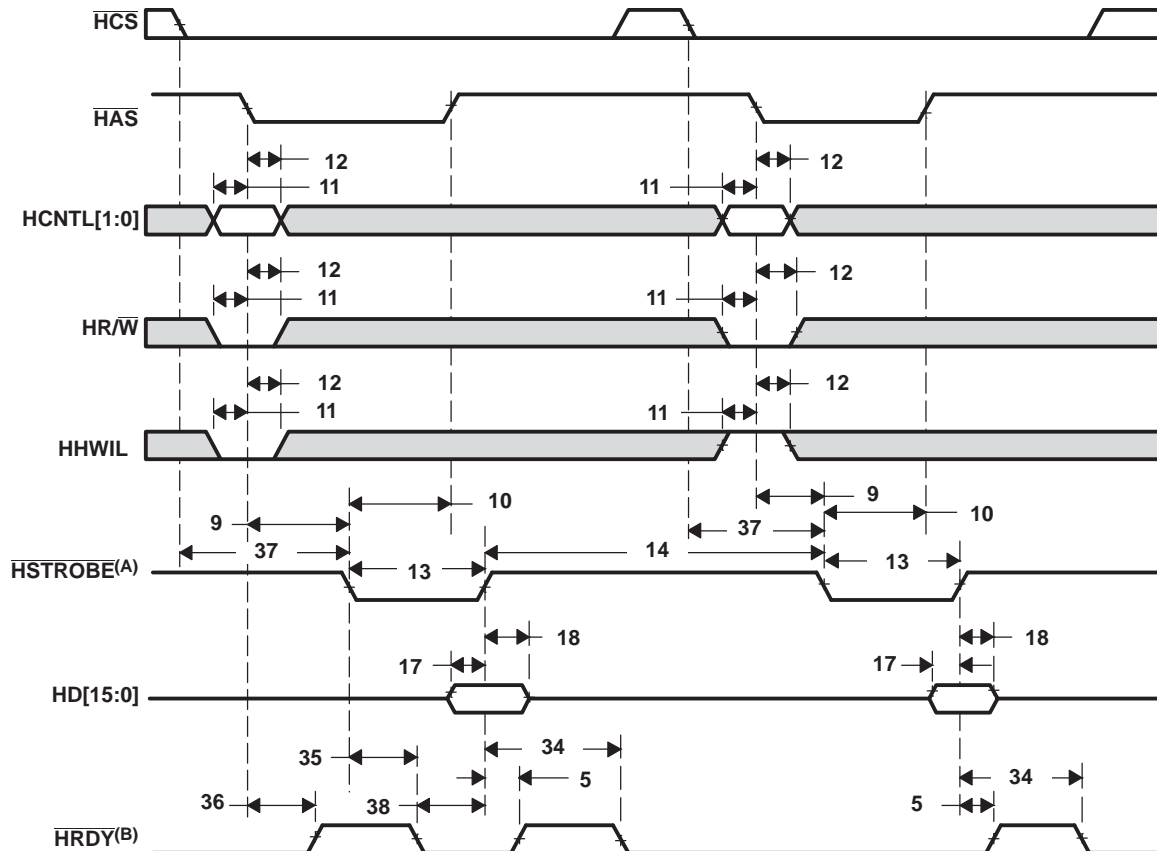 HCS
HAS
12 12
11 11
HCNTL[1:0]
12 12
11 11
HR/W
12 12
11 11
HHWIL
10 9
9 10
37 37
14
HSTROBE(A) 13 13
18 18
17 17
HD[15:0]
34
35 34
5
36 38 5
HRDY(B)